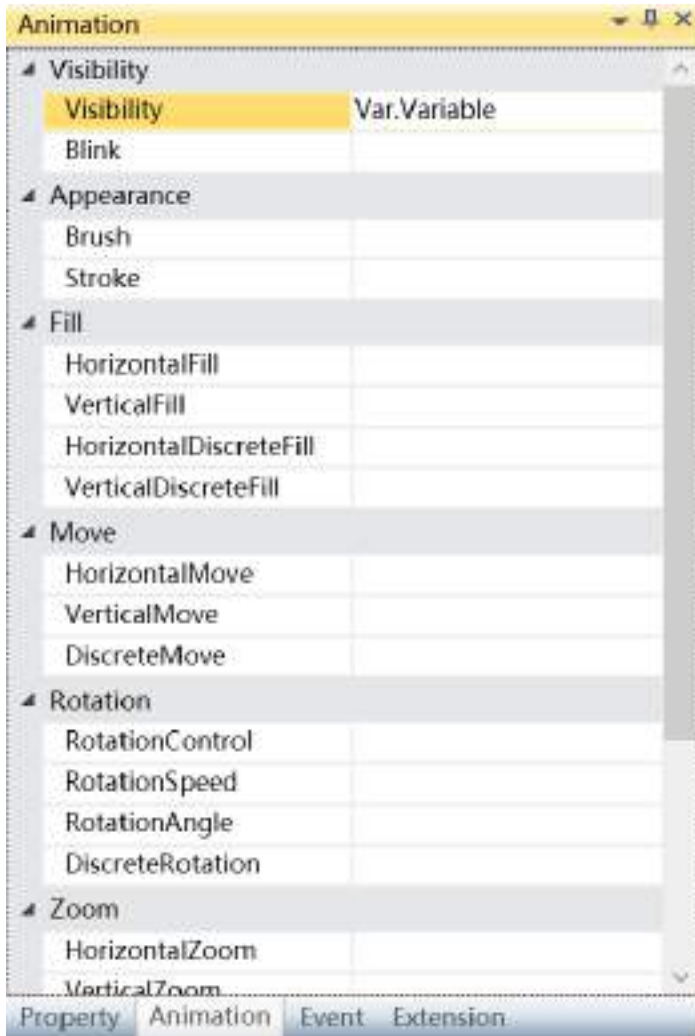 Animation
Visibility
Visibility Var.Variable
Blink
Appearance
Brush
Stroke
Fill
HorizontalFill
VerticalFill
HorizontalDiscreteFill
VerticalDiscreteFill
Move
HorizontalMove
VerticalMove
DiscreteMove
Rotation
RotationControl
RotationSpeed
RotationAngle
DiscreteRotation
Zoom
HorizontalZoom
VerticalZoom
Property Animation Event Extension